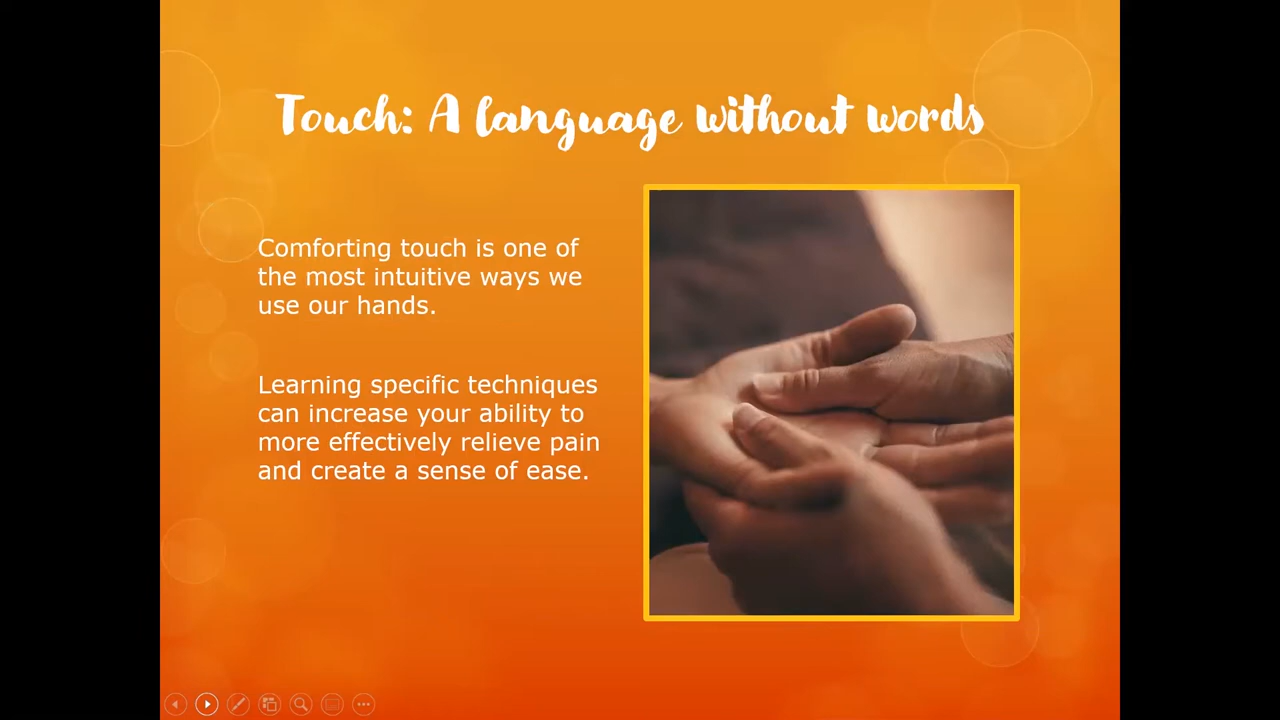 Touch: A language without words
Comforting touch is one of
the most intuitive ways we
use our hands.
Learning specific techniques
can increase your ability to
more effectively relieve pain
and create a sense of ease.